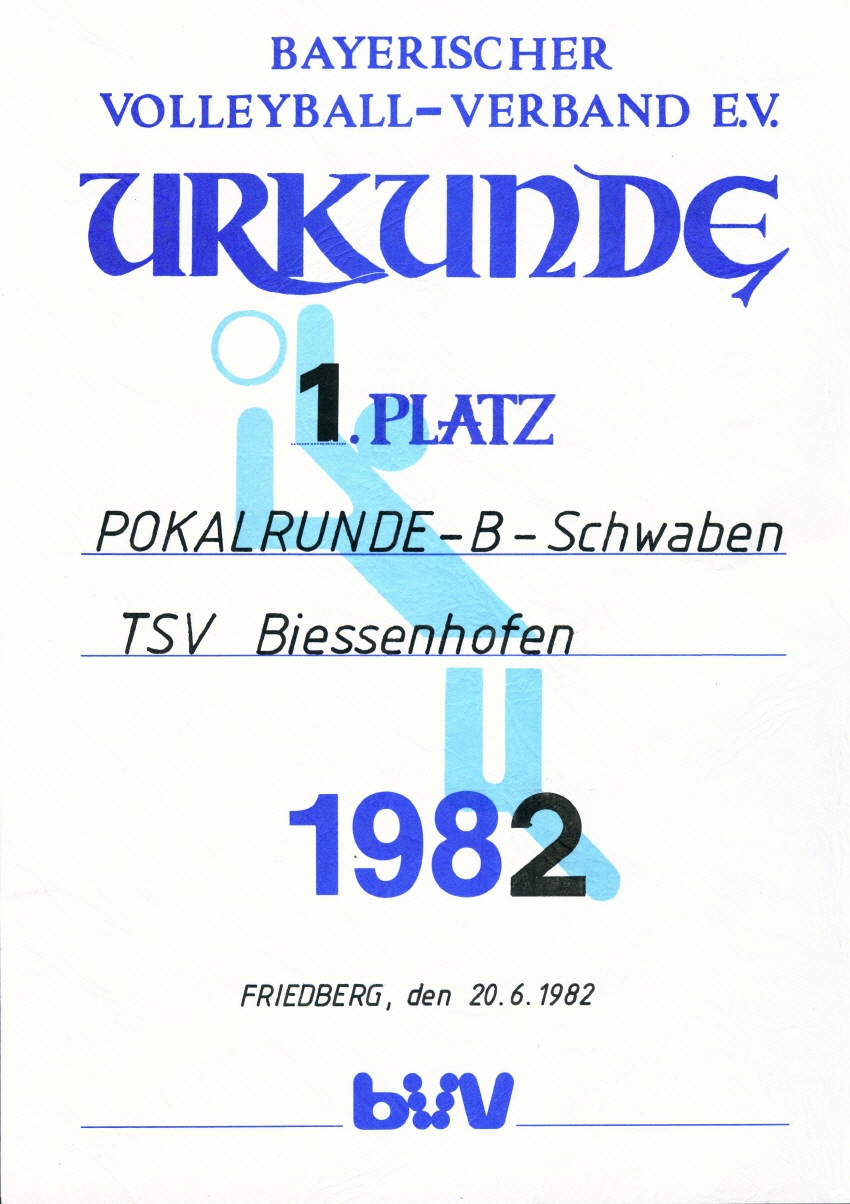 BAYERISCHER
VOLLEYBALL-VERBAND E.V.
URKUNDE
1. PLATZ
POKALRUNDE-B-Schwaben
TSV Biessenhofen
1982
FRIEDBERG, den 20.6.1982
bvv